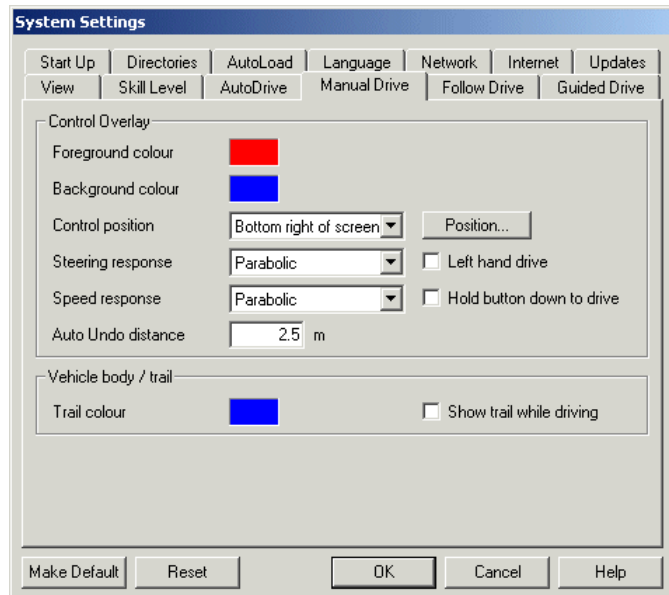 System Settings
Start Up Directories AutoLoad Language Network Internet Updates
View Skill Level AutoDrive Manual Drive Follow Drive Guided Drive
Control Overlay
Foreground colour
Background colour
Control position Bottom right of screen Position...
Steering response Parabolic Left hand drive
Speed response Parabolic Hold button down to drive
Auto Undo distance 2.5 m
Vehicle body / trail
Trail colour Show trail while driving
Make Default Reset OK Cancel Help